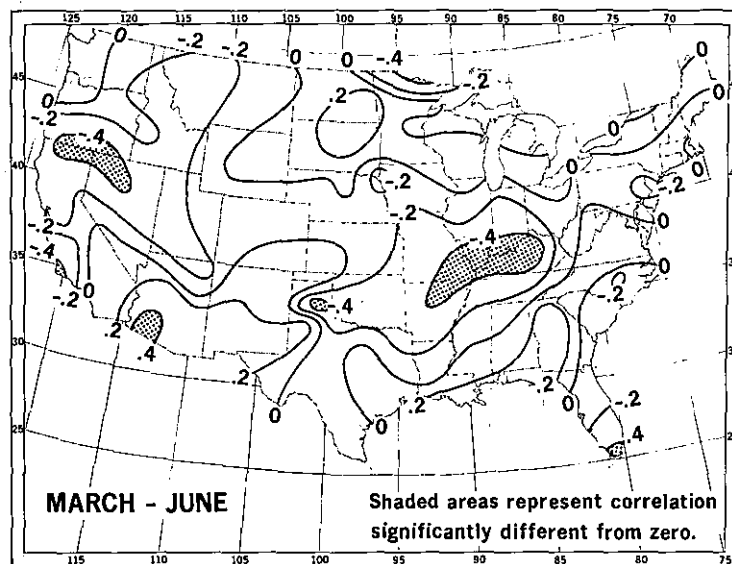 125 120 115 110 105 100 95 90 85 80 75
0 -.2 -.2 0 0 -.4 0
45 0 .2 -.2 0
-.2 0
-.4 0 -.2 0
40 -.2
-.2 -.4 0
-.2
-.4 0
35 -.2 0 -.4 -.2
.2
.4 .2 .2 .2
30 0 0 0 -.2
25 .4
MARCH - JUNE
Shaded areas represent correlation
significantly different from zero.
115 110 105 100 95 90 85 80 75